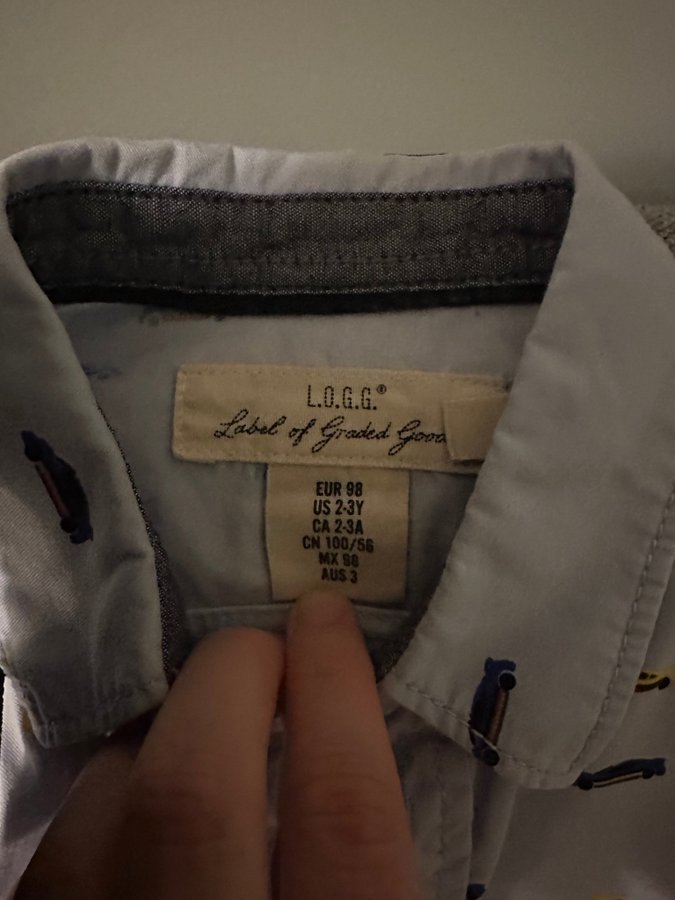 L.O.G.G.®
Label of Graded Good
EUR 98
US 2-3Y
CA 2-3A
CN 100/56
MX 98
AUS 3